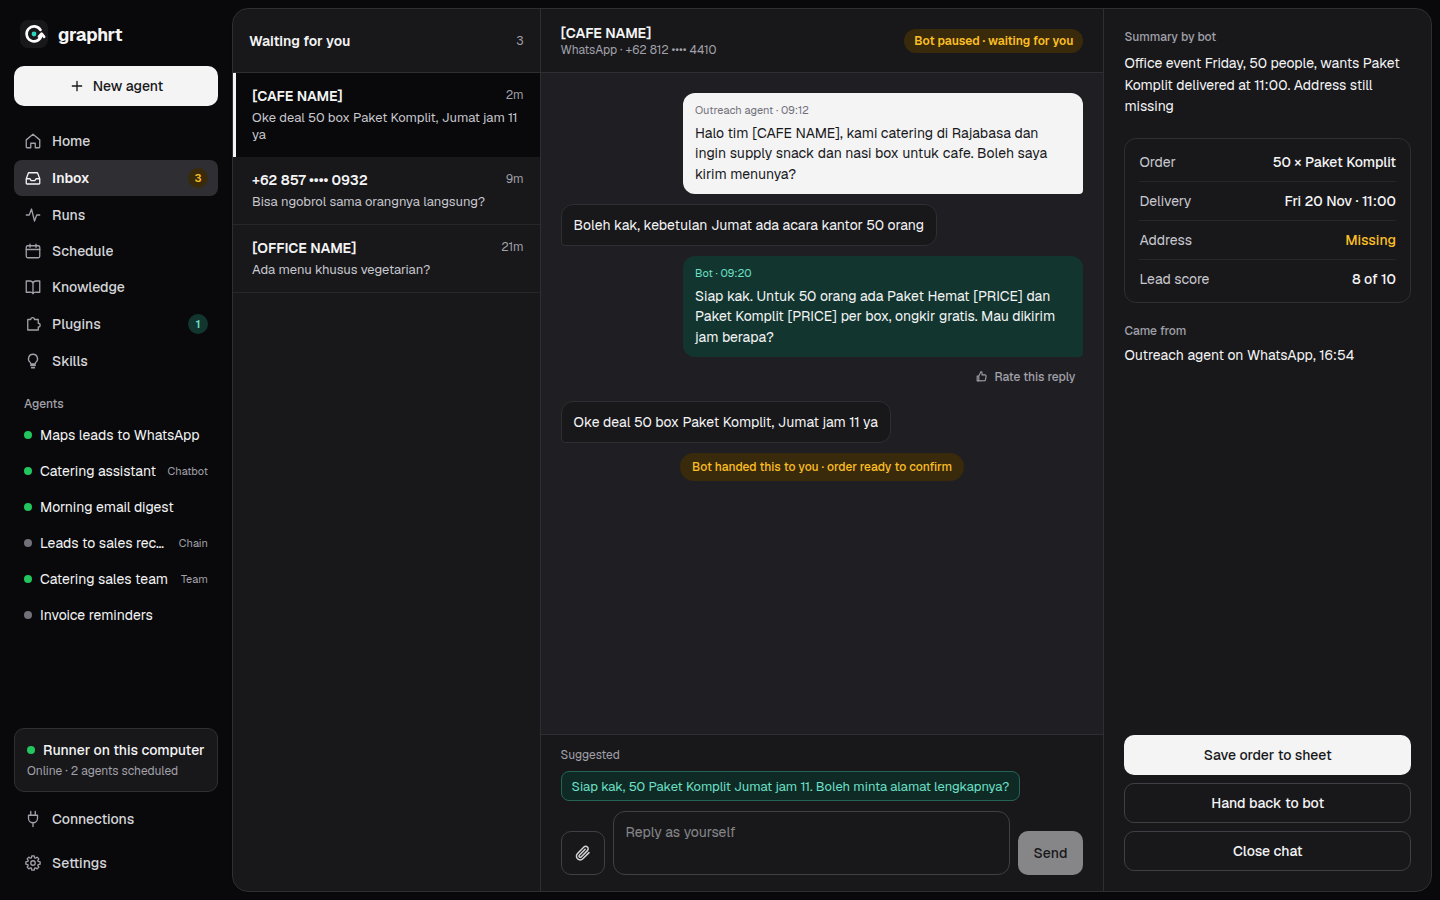 graphrt
New agent
Home
Inbox 3
Runs
Schedule
Knowledge
Plugins 1
Skills
Agents
Maps leads to WhatsApp
Catering assistant Chatbot
Morning email digest
Leads to sales rec... Chain
Catering sales team Team
Invoice reminders
Runner on this computer
Online · 2 agents scheduled
Connections
Settings
Waiting for you 3
[CAFE NAME] 2m
Oke deal 50 box Paket Komplit, Jumat jam 11
ya
+62 857 •••• 0932 9m
Bisa ngobrol sama orangnya langsung?
[OFFICE NAME] 21m
Ada menu khusus vegetarian?
[CAFE NAME]
WhatsApp · +62 812 •••• 4410
Bot paused · waiting for you
Outreach agent · 09:12
Halo tim [CAFE NAME], kami catering di Rajabasa dan
ingin supply snack dan nasi box untuk cafe. Boleh saya
kirim menunya?
Boleh kak, kebetulan Jumat ada acara kantor 50 orang
Bot · 09:20
Siap kak. Untuk 50 orang ada Paket Hemat [PRICE] dan
Paket Komplit [PRICE] per box, ongkir gratis. Mau dikirim
jam berapa?
Rate this reply
Oke deal 50 box Paket Komplit, Jumat jam 11 ya
Bot handed this to you · order ready to confirm
Suggested
Siap kak, 50 Paket Komplit Jumat jam 11. Boleh minta alamat lengkapnya?
Reply as yourself
Send
Summary by bot
Office event Friday, 50 people, wants Paket
Komplit delivered at 11:00. Address still
missing
Order 50 × Paket Komplit
Delivery Fri 20 Nov · 11:00
Address Missing
Lead score 8 of 10
Came from
Outreach agent on WhatsApp, 16:54
Save order to sheet
Hand back to bot
Close chat